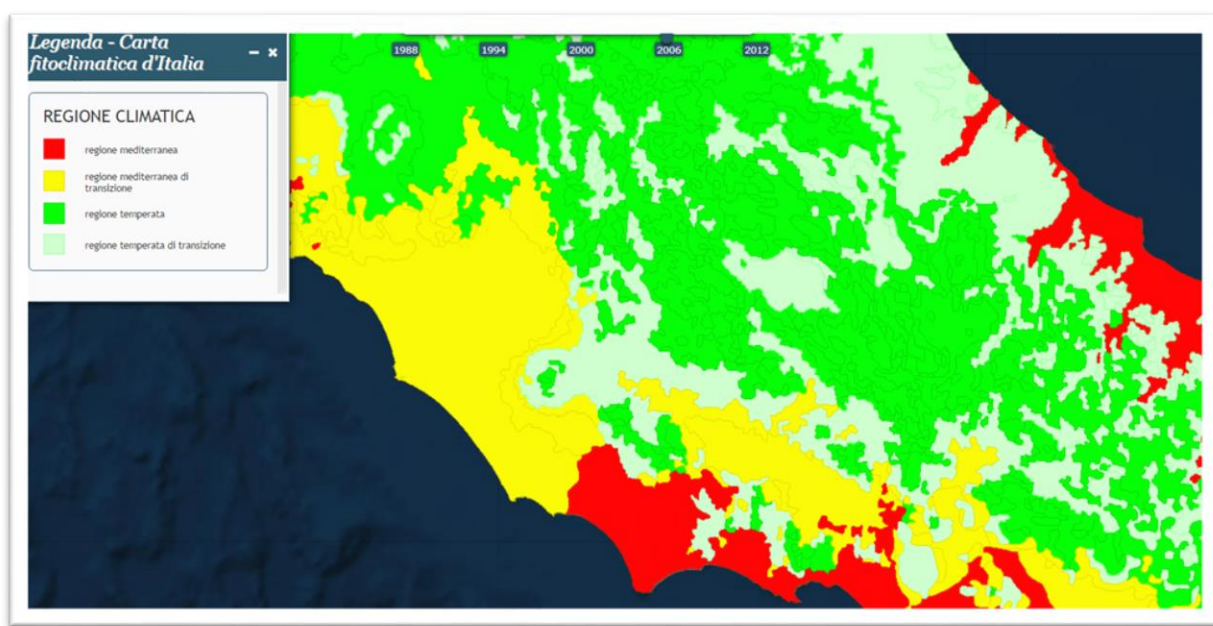 Legenda - Carta
fitoclimatica d'Italia
1988 1994 2000 2006 2012
REGIONE CLIMATICA
regione mediterranea
regione mediterranea di
transizione
regione temperata
regione temperata di transizione